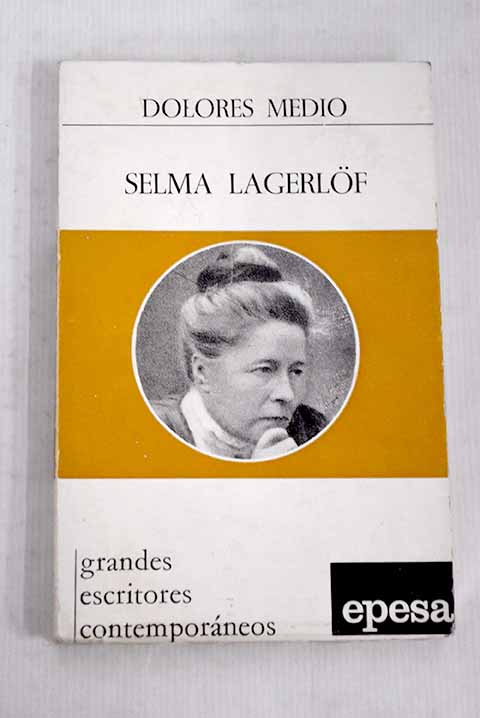 DOLORES MEDIO
SELMA LAGERLÖF
grandes
escritores
contemporáneos
epesa